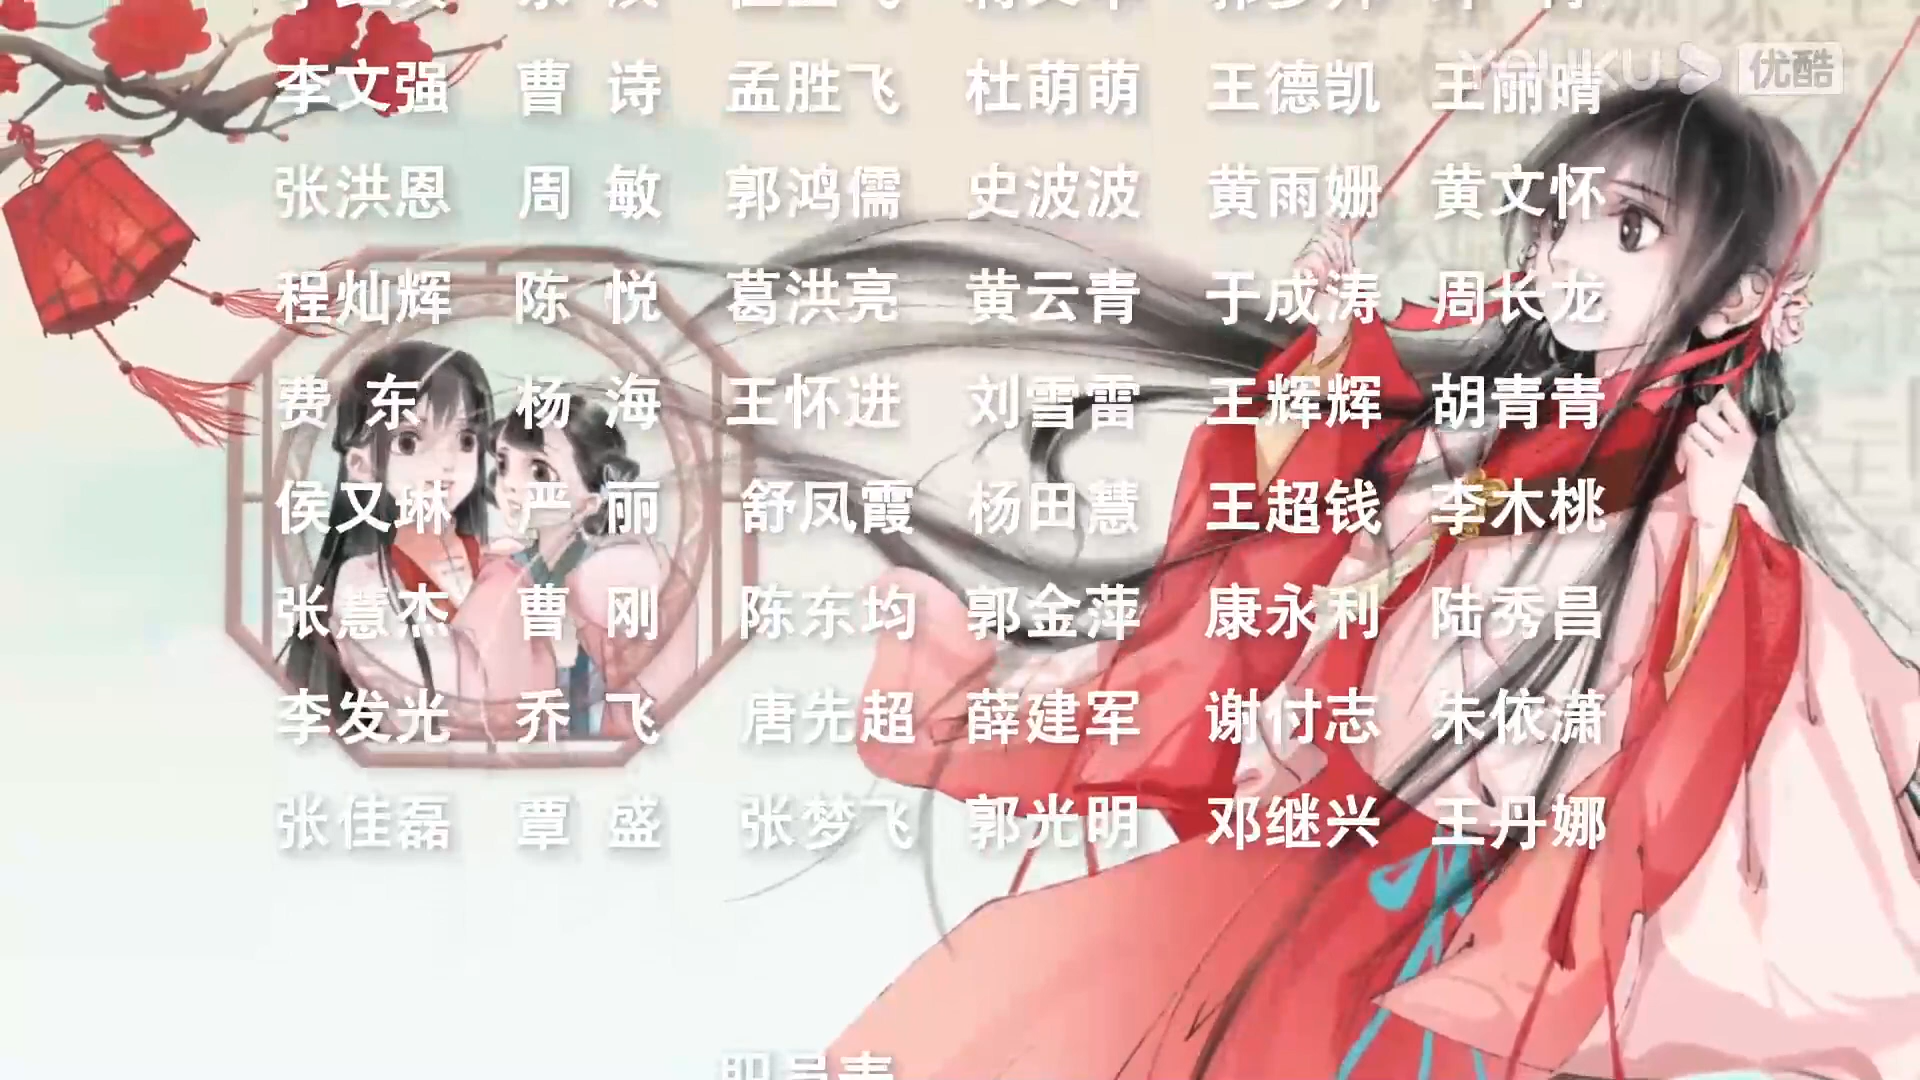 YOUKU 优酷
李文强 曹 诗 孟胜飞 杜萌萌 王德凯 王丽晴
张洪恩 周 敏 郭鸿儒 史波波 黄雨姗 黄文怀
程灿辉 陈 悦 葛洪亮 黄云青 于成涛 周长龙
费 东 杨 海 王怀进 刘雪雷 王辉辉 胡青青
侯又琳 严 丽 舒凤霞 杨田慧 王超钱 李木桃
张慧杰 曹 刚 陈东均 郭金萍 康永利 陆秀昌
李发光 乔 飞 唐先超 薛建军 谢付志 朱依潇
张佳磊 覃 盛 张梦飞 郭光明 邓继兴 王丹娜